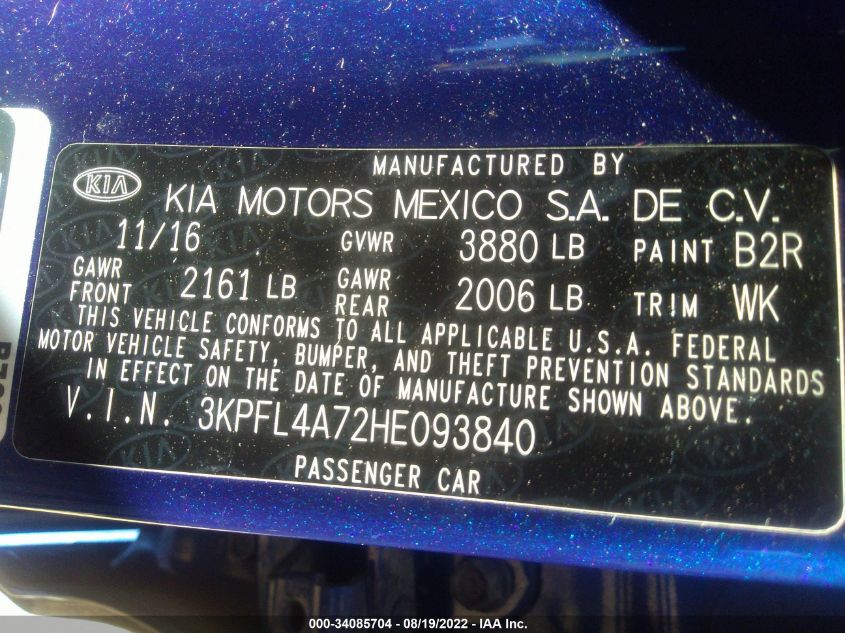 MANUFACTURED BY
KIA KIA MOTORS MEXICO S.A. DE C.V.
11/16 GVWR 3880 LB PAINT B2R
GAWR FRONT 2161 LB GAWR REAR 2006 LB TRIM WK
THIS VEHICLE CONFORMS TO ALL APPLICABLE U.S.A. FEDERAL
MOTOR VEHICLE SAFETY, BUMPER, AND THEFT PREVENTION STANDARDS
IN EFFECT ON THE DATE OF MANUFACTURE SHOWN ABOVE.
V.I.N. 3KPFL4A72HE093840
PASSENGER CAR
000-34085704 - 08/19/2022 - IAA Inc.